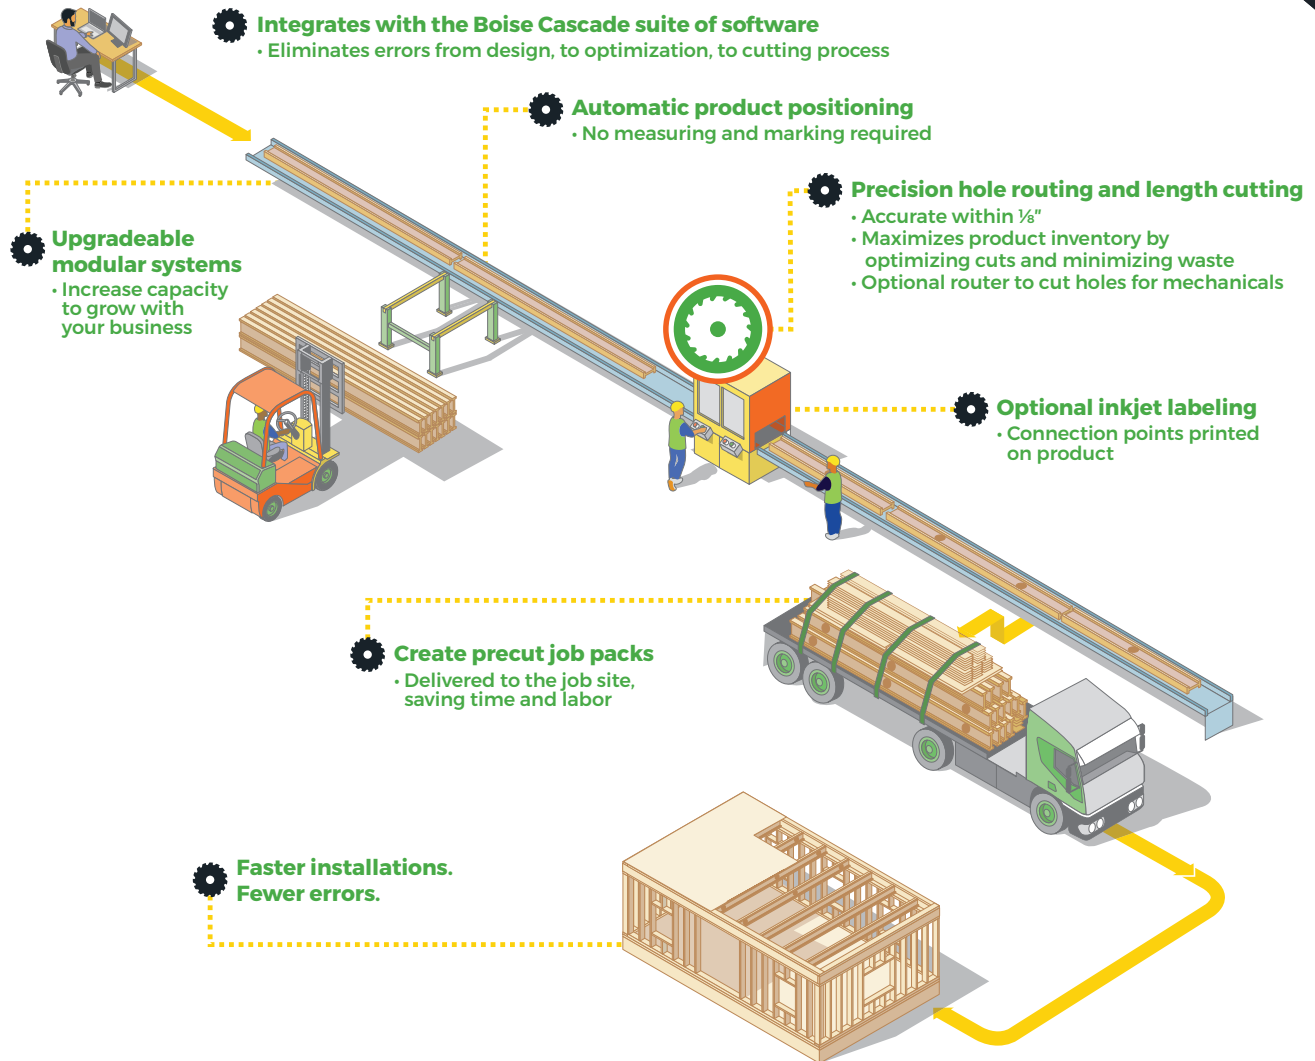 Integrates with the Boise Cascade suite of software
• Eliminates errors from design, to optimization, to cutting process
Automatic product positioning
• No measuring and marking required
Precision hole routing and length cutting
• Accurate within ⅛"
• Maximizes product inventory by
optimizing cuts and minimizing waste
• Optional router to cut holes for mechanicals
Upgradeable
modular systems
• Increase capacity
to grow with
your business
Optional inkjet labeling
• Connection points printed
on product
Create precut job packs
• Delivered to the job site,
saving time and labor
Faster installations.
Fewer errors.